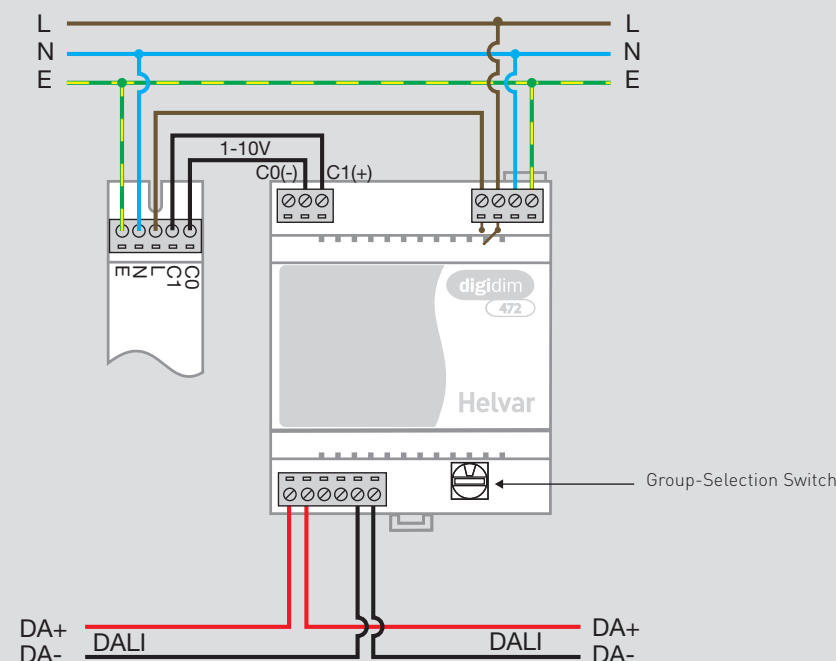 L L
N N
E E
1-10V
C0(-) C1(+)
E N L C1 C0
digidim
472
Helvar
Group-Selection Switch
DA+ DALI DALI DA+
DA- DA-